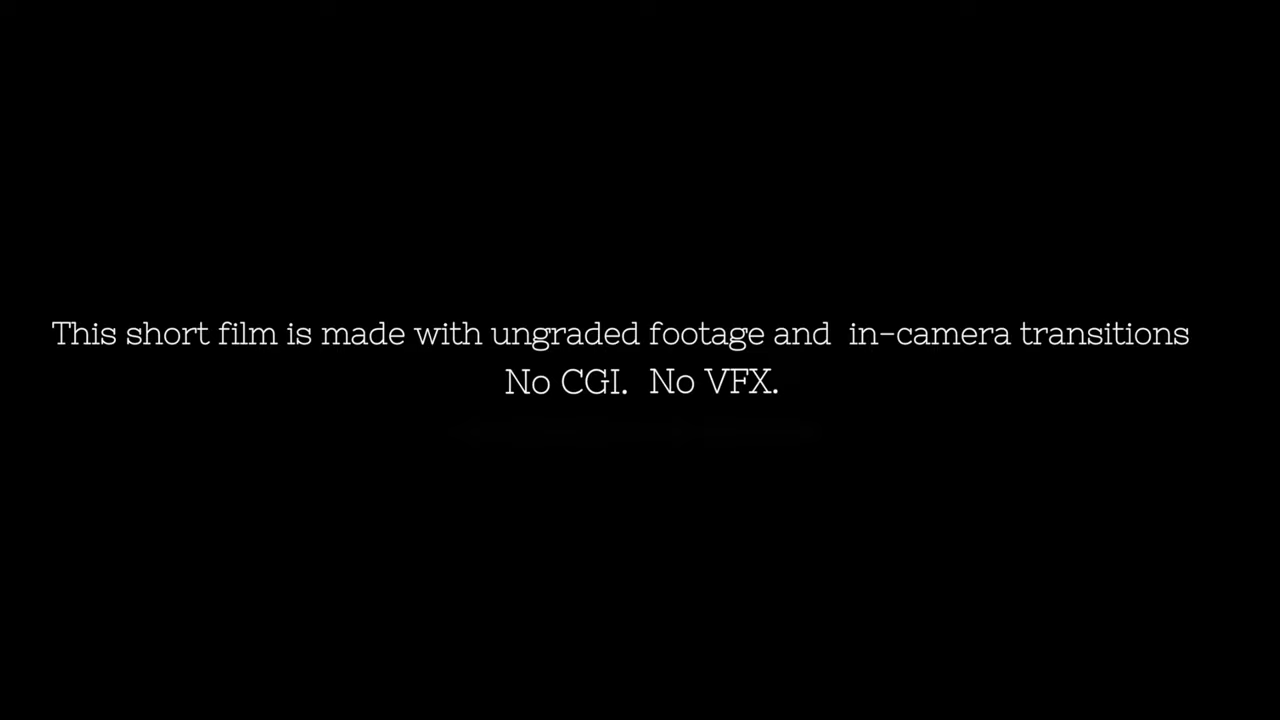 This short film is made with ungraded footage and in-camera transitions
No CGI. No VFX.